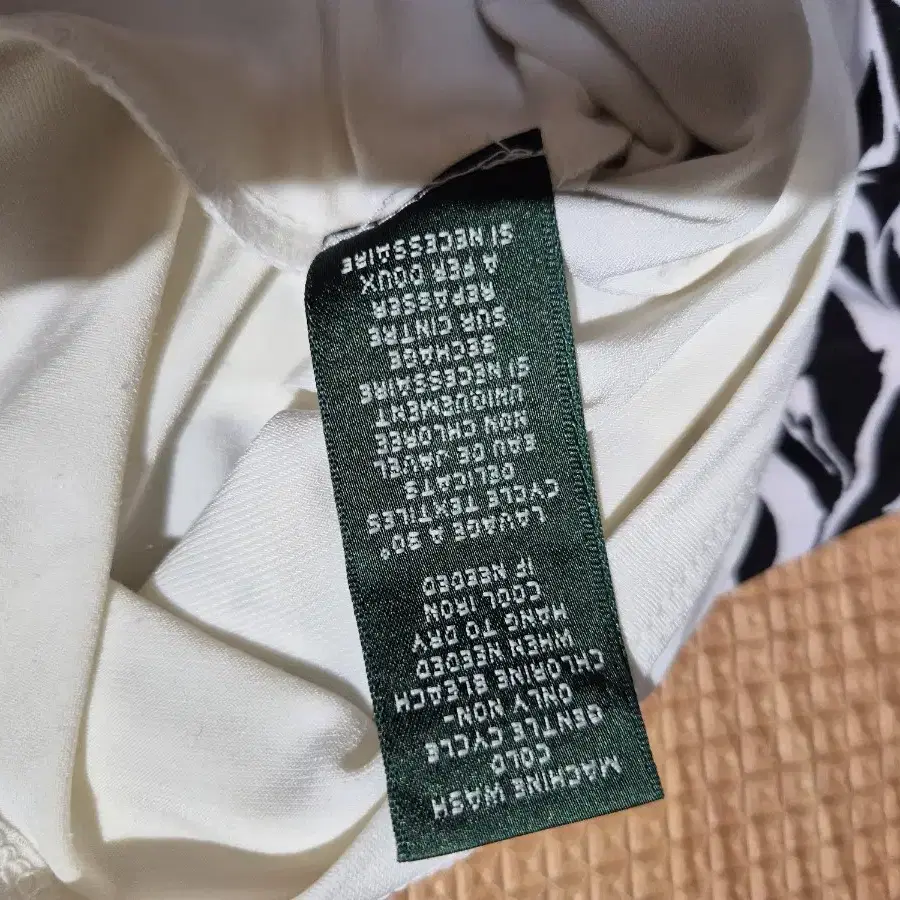 MACHINE WASH
COLD
GENTLE CYCLE
ONLY NON-
CHLORINE BLEACH
WHEN NEEDED
HANG TO DRY
COOL IRON
IF NEEDED
LAVAGE A 30°
CYCLE TEXTILES
DELICATS
EAU DE JAVEL
NON CHLOREE
UNIQUEMENT
SI NECESSAIRE
SECHAGE
SUR CINTRE
REPASSER
A FER DOUX
SI NECESSAIRE